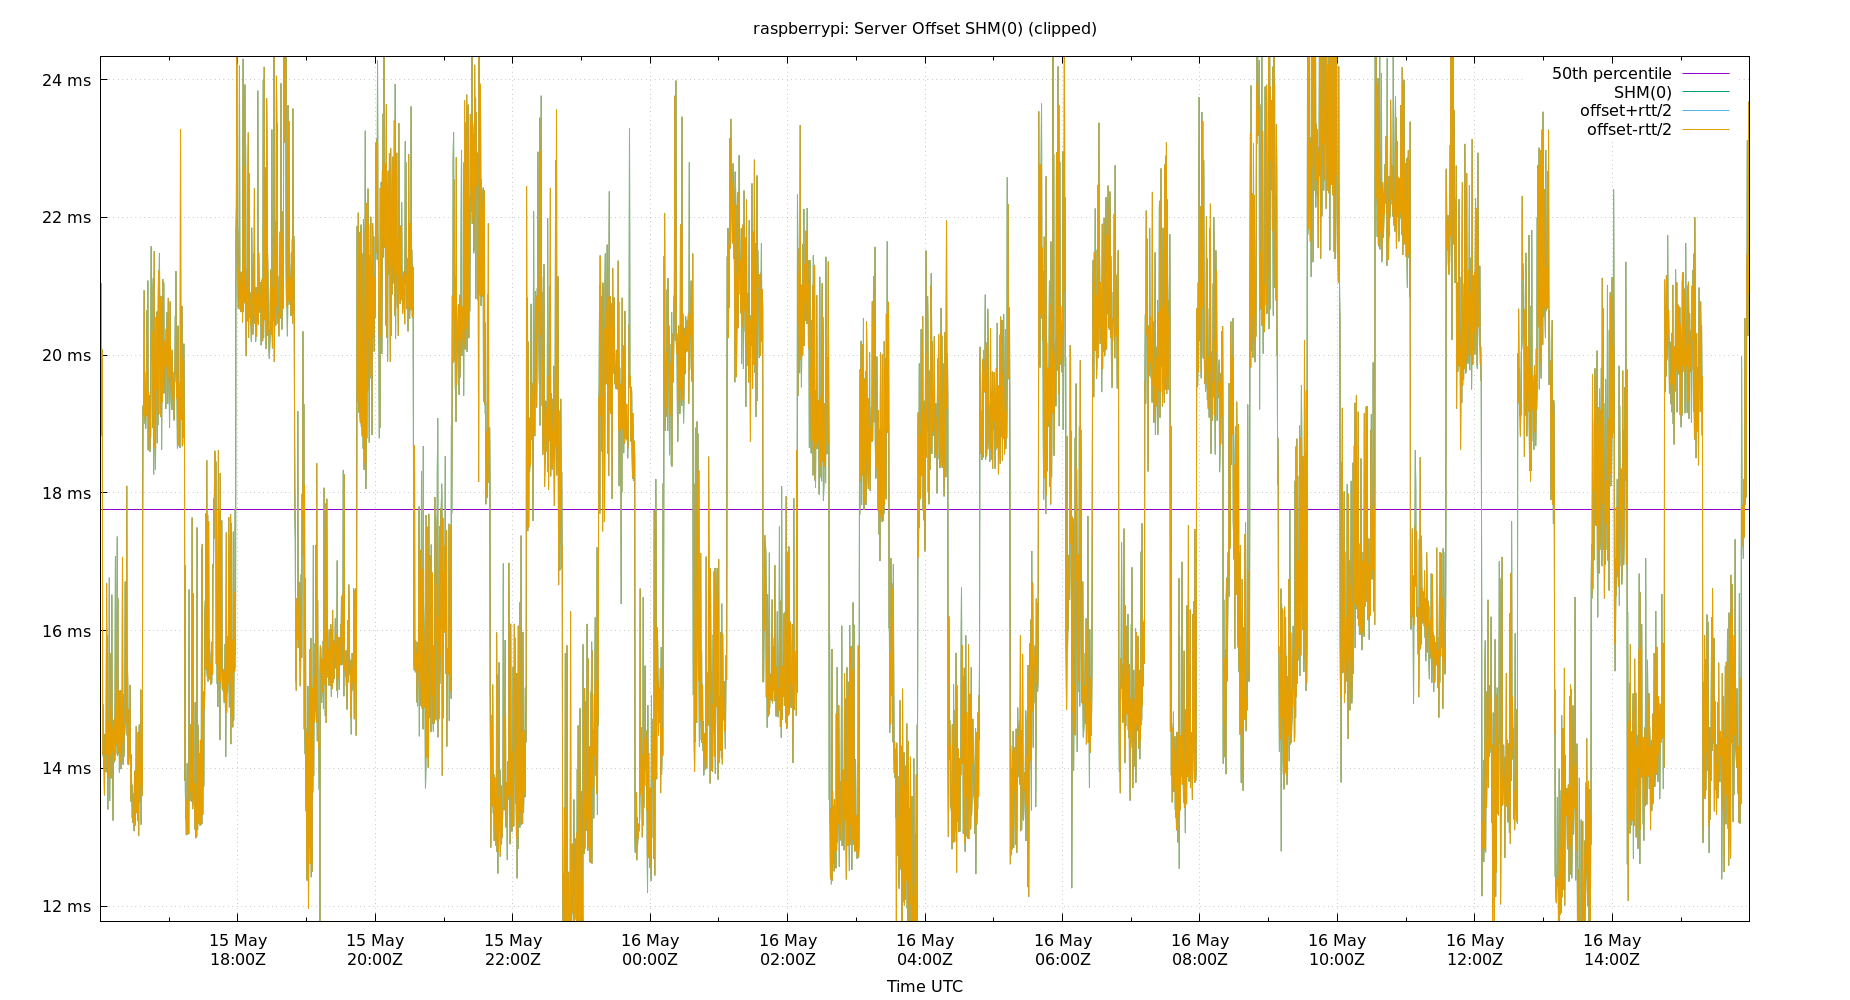 raspberrypi: Server Offset SHM(0) (clipped)
24 ms
22 ms
20 ms
18 ms
16 ms
14 ms
12 ms
50th percentile
SHM(0)
offset+rtt/2
offset-rtt/2
15 May 15 May 15 May 16 May 16 May 16 May 16 May 16 May 16 May 16 May 16 May
18:00Z 20:00Z 22:00Z 00:00Z 02:00Z 04:00Z 06:00Z 08:00Z 10:00Z 12:00Z 14:00Z
Time UTC